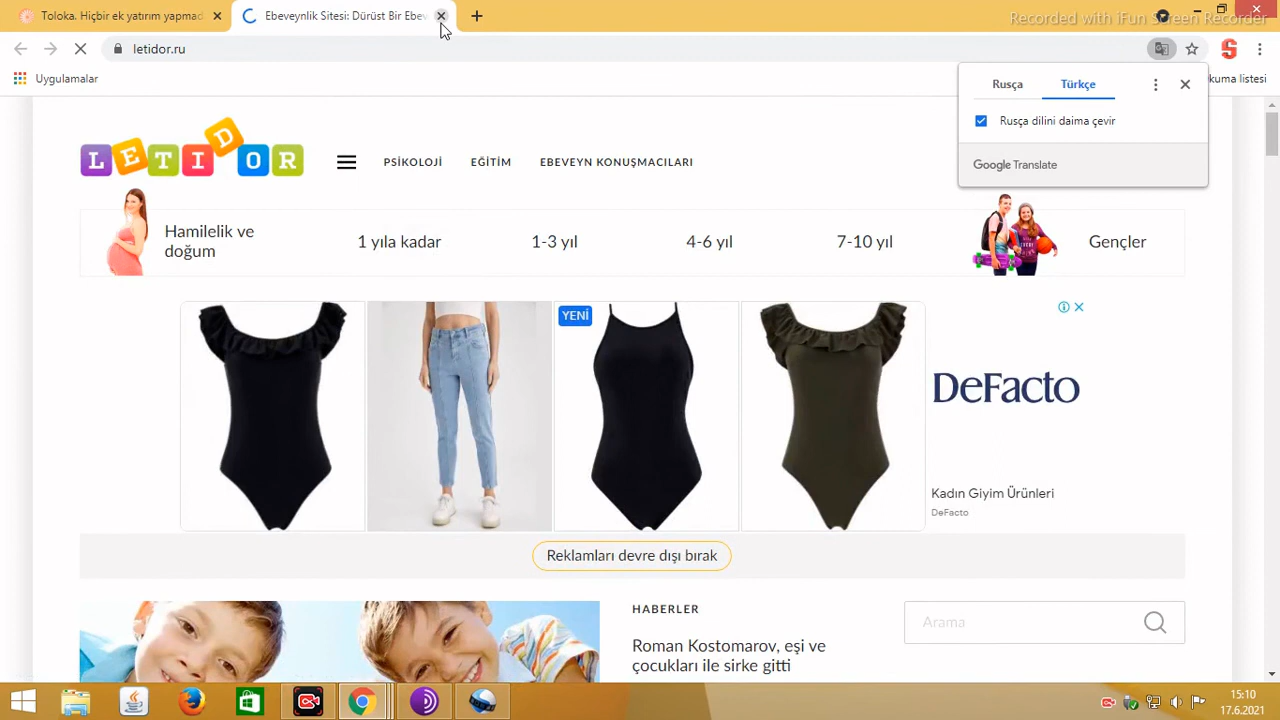 Toloka. Hiçbir ek yatırım yapmad
Ebeveynlik Sitesi: Dürüst Bir Ebev
Recorded with iFun Screen Recorder
letidor.ru
Uygulamalar
kuma listesi
Rusça
Türkçe
Rusça dilini daima çevir
Google Translate
LETIDOR
PSİKOLOJİ
EĞİTİM
EBEVEYN KONUŞMACILARI
Hamilelik ve
doğum
1 yıla kadar
1-3 yıl
4-6 yıl
7-10 yıl
Gençler
YENİ
DeFacto
Kadın Giyim Ürünleri
DeFacto
Reklamları devre dışı bırak
HABERLER
Roman Kostomarov, eşi ve
çocukları ile sirke gitti
Arama
15:10
17.6.2021